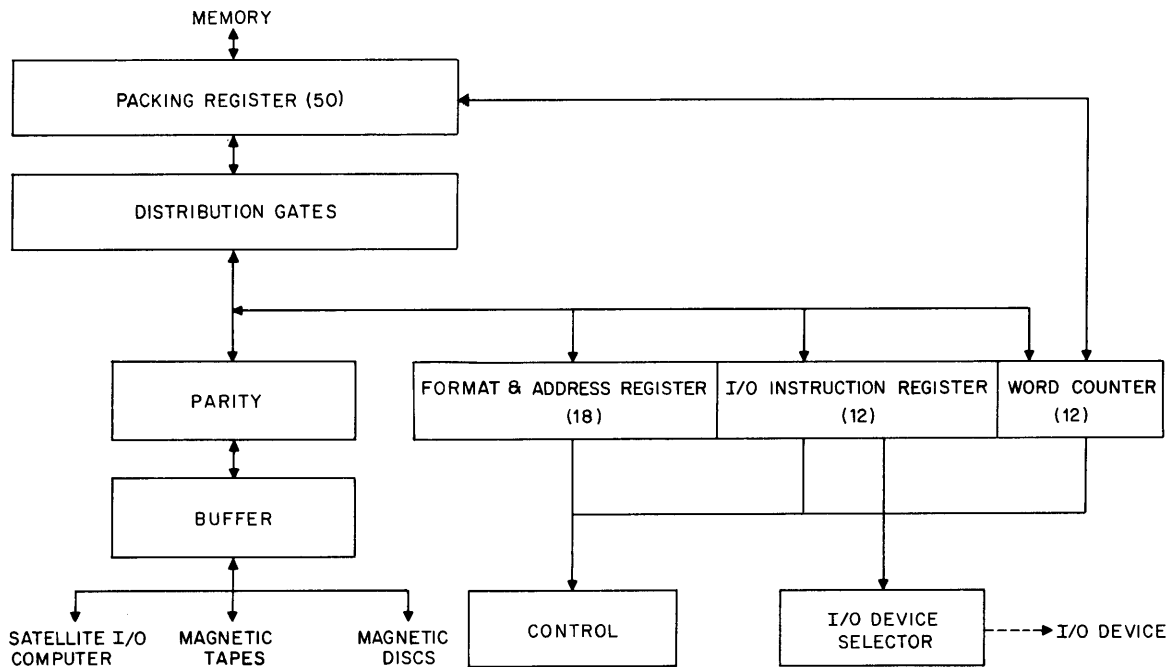 MEMORY
PACKING REGISTER (50)
DISTRIBUTION GATES
PARITY
FORMAT & ADDRESS REGISTER
(18)
I/O INSTRUCTION REGISTER
(12)
WORD COUNTER
(12)
BUFFER
SATELLITE I/O
COMPUTER
MAGNETIC
TAPES
MAGNETIC
DISCS
CONTROL
I/O DEVICE
SELECTOR
I/O DEVICE